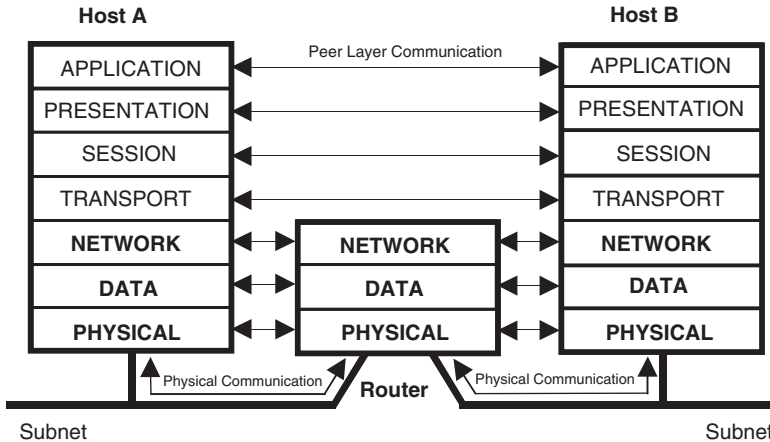 Host A
Host B
Peer Layer Communication
APPLICATION
APPLICATION
PRESENTATION
PRESENTATION
SESSION
SESSION
TRANSPORT
TRANSPORT
NETWORK
NETWORK
NETWORK
DATA
DATA
DATA
PHYSICAL
PHYSICAL
PHYSICAL
Physical Communication
Router
Physical Communication
Subnet
Subnet